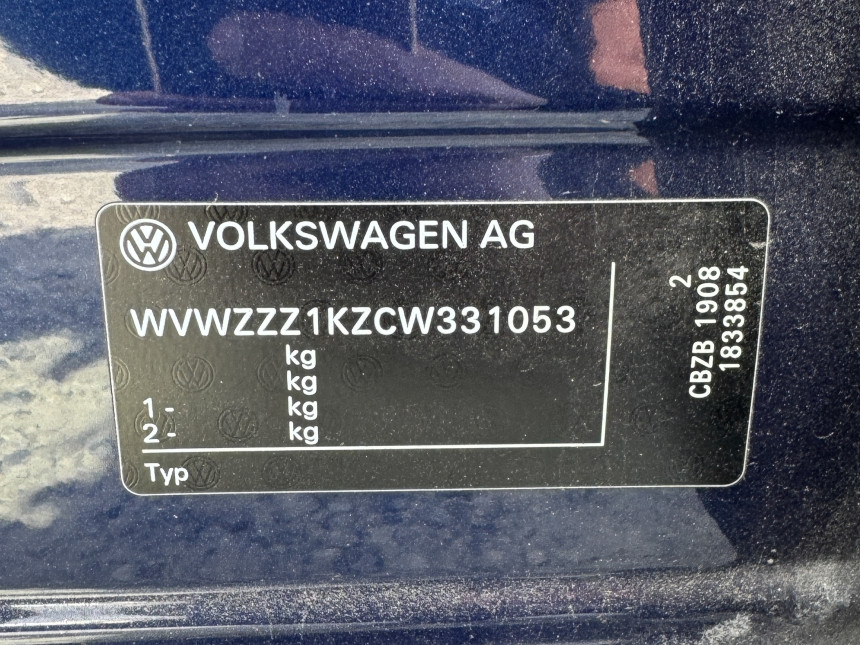 VOLKSWAGEN AG
WVWZZZ1KZCW331053
kg
kg
1 - kg
2 - kg
Typ
2
CBZB 1908
1833854